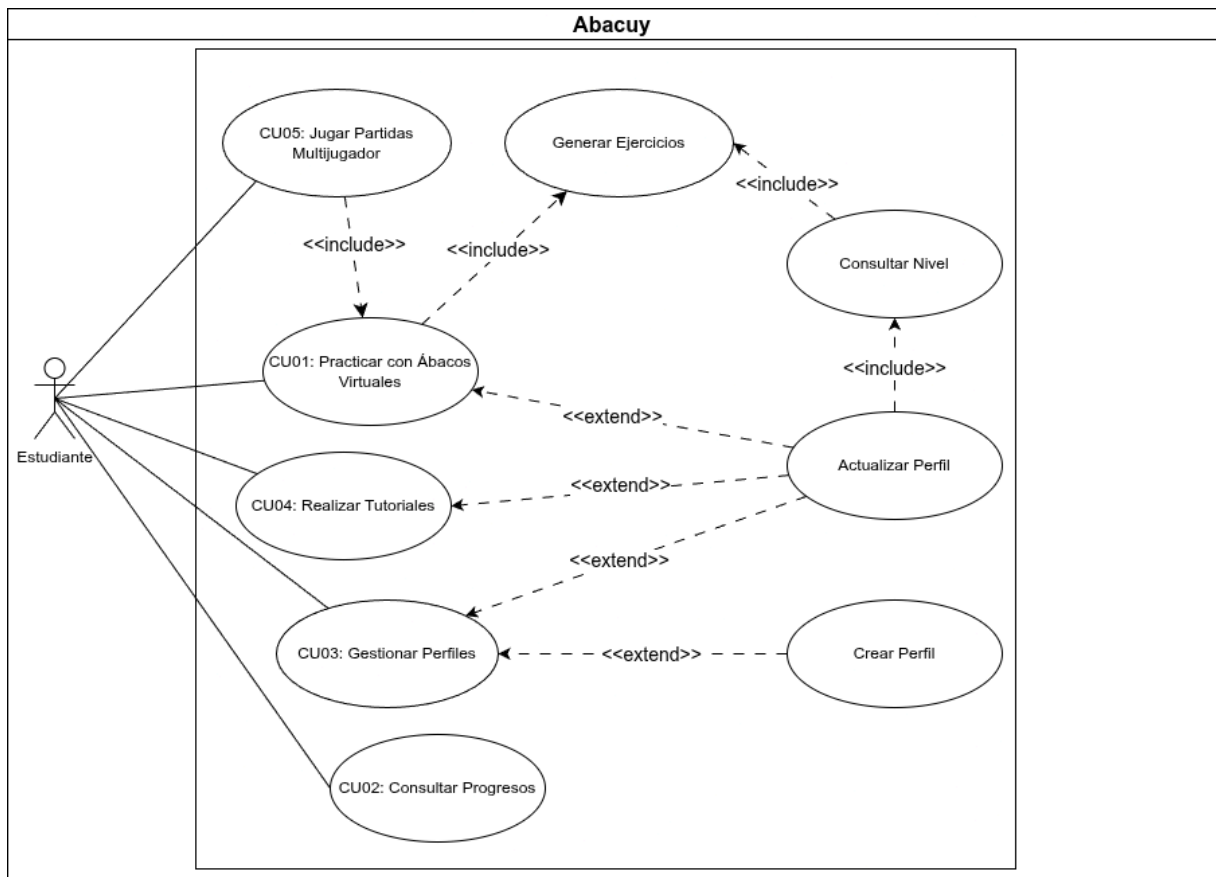 Abacuy
CU05: Jugar Partidas
Multijugador
Generar Ejercicios
<<include>>
<<include>>
<<include>>
Consultar Nivel
CU01: Practicar con Ábacos
Virtuales
<<include>>
<<extend>>
Estudiante
Actualizar Perfil
<<extend>>
CU04: Realizar Tutoriales
<<extend>>
CU03: Gestionar Perfiles
<<extend>>
Crear Perfil
CU02: Consultar Progresos